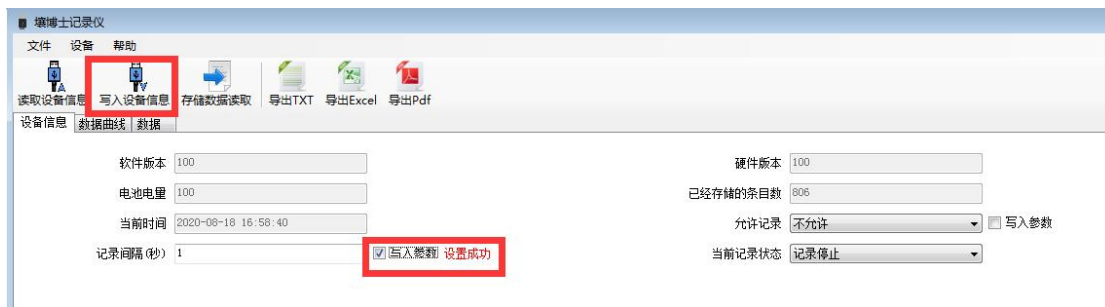 壤博士记录仪
文件 设备 帮助
读取设备信息 写入设备信息 存储数据读取 导出TXT 导出Excel 导出Pdf
设备信息 数据曲线 数据
软件版本 100 硬件版本 100
电池电量 100 已经存储的条目数 806
当前时间 2020-08-18 16:58:40 允许记录 不允许 写入参数
记录间隔(秒) 1 写入参数 设置成功 当前记录状态 记录停止